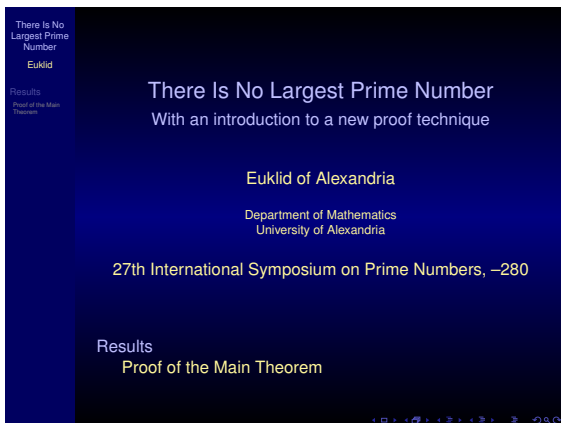 There Is No
Largest Prime
Number
Euklid
Results
Proof of the Main
Theorem
There Is No Largest Prime Number
With an introduction to a new proof technique
Euklid of Alexandria
Department of Mathematics
University of Alexandria
27th International Symposium on Prime Numbers, –280
Results
Proof of the Main Theorem